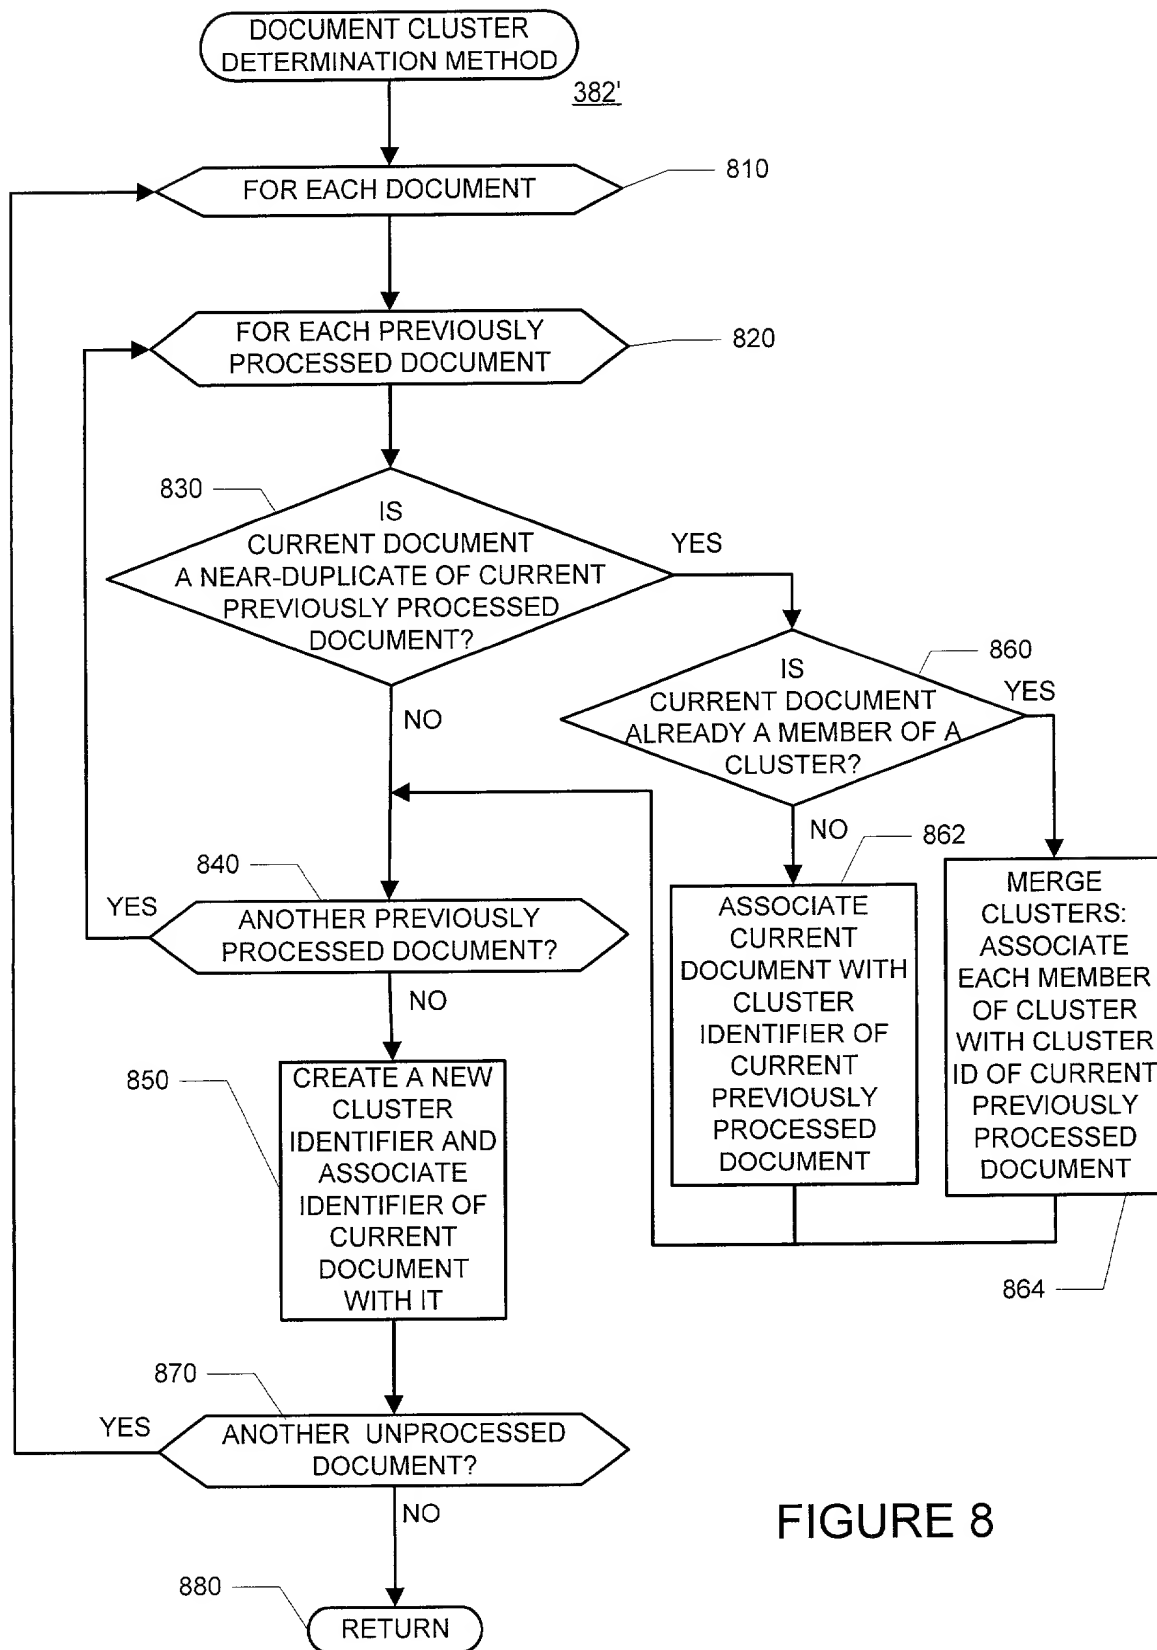 DOCUMENT CLUSTER
DETERMINATION METHOD
382'
FOR EACH DOCUMENT
810
FOR EACH PREVIOUSLY
PROCESSED DOCUMENT
820
830
IS
CURRENT DOCUMENT
A NEAR-DUPLICATE OF CURRENT
PREVIOUSLY PROCESSED
DOCUMENT?
YES
NO
860
IS
CURRENT DOCUMENT
ALREADY A MEMBER OF A
CLUSTER?
YES
NO
862
ASSOCIATE
CURRENT
DOCUMENT WITH
CLUSTER
IDENTIFIER OF
CURRENT
PREVIOUSLY
PROCESSED
DOCUMENT
MERGE
CLUSTERS:
ASSOCIATE
EACH MEMBER
OF CLUSTER
WITH CLUSTER
ID OF CURRENT
PREVIOUSLY
PROCESSED
DOCUMENT
864
840
YES
ANOTHER PREVIOUSLY
PROCESSED DOCUMENT?
NO
850
CREATE A NEW
CLUSTER
IDENTIFIER AND
ASSOCIATE
IDENTIFIER OF
CURRENT
DOCUMENT
WITH IT
870
YES
ANOTHER UNPROCESSED
DOCUMENT?
NO
880
RETURN
FIGURE 8